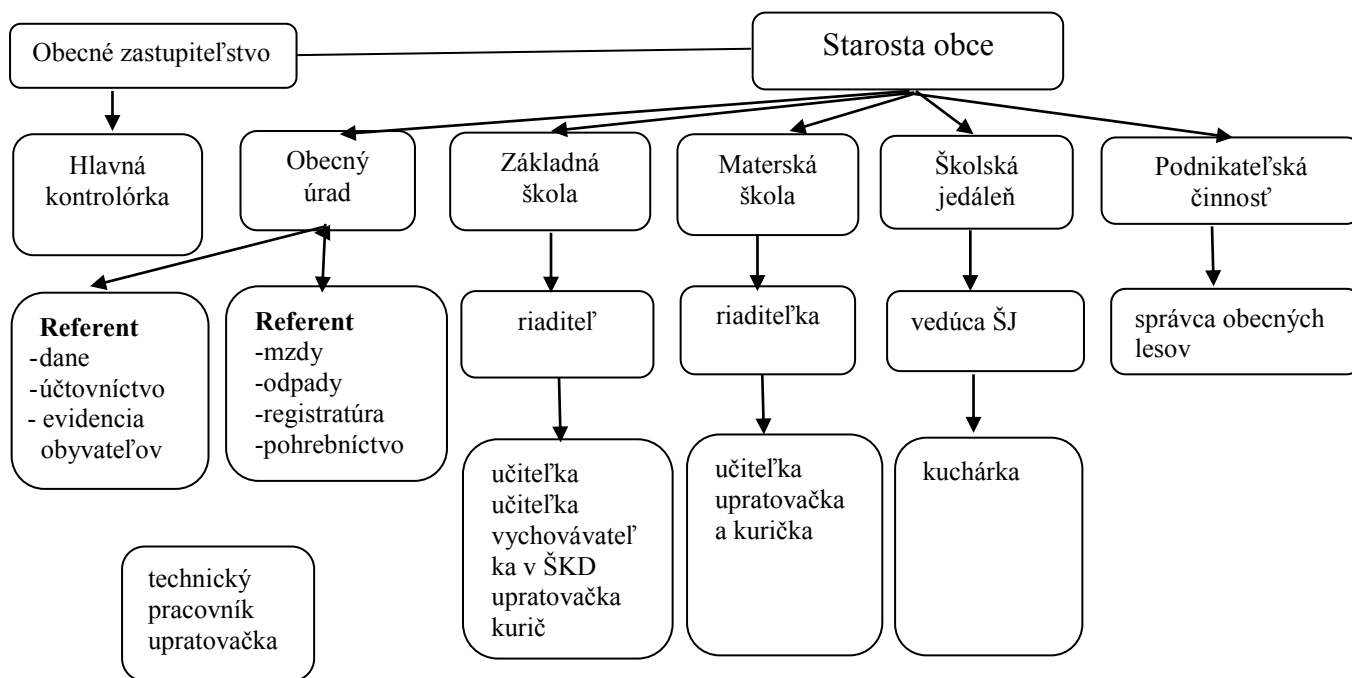 Obecné zastupiteľstvo
Starosta obce
Hlavná
kontrolórka
Obecný
úrad
Základná
škola
Materská
škola
Školská
jedáleň
Podnikateľská
činnosť
Referent
-dane
-účtovníctvo
- evidencia
obyvateľov
Referent
-mzdy
-odpady
-registratúra
-pohrebníctvo
riaditeľ
riaditeľka
vedúca ŠJ
správca obecných
lesov
učiteľka
učiteľka
vychovávateľ
ka v ŠKD
upratovačka
kurič
učiteľka
upratovačka
a kurička
kuchárka
technický
pracovník
upratovačka